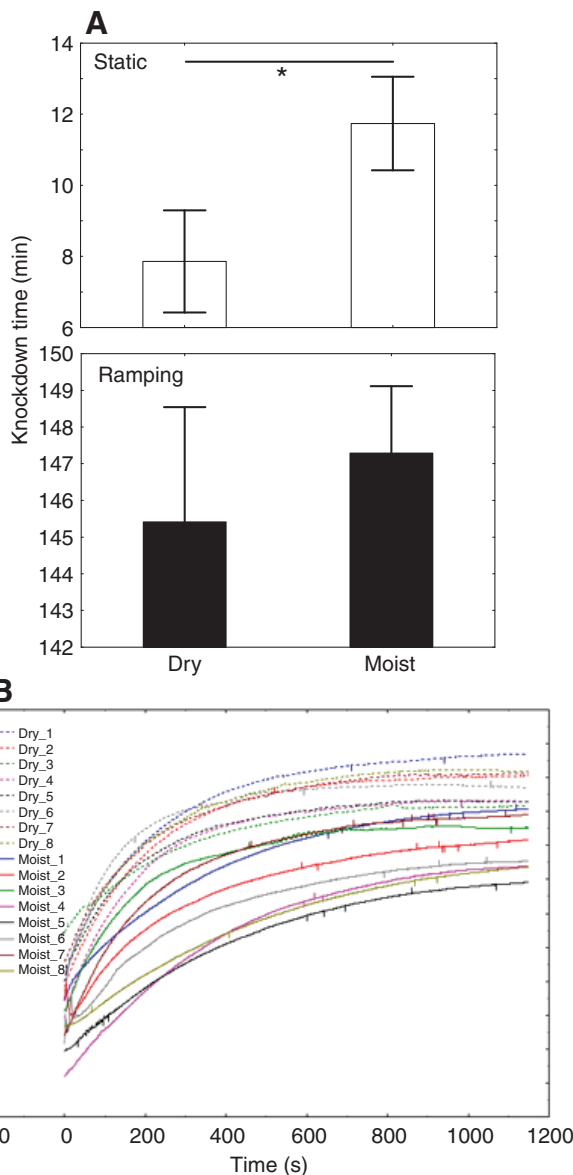 A
14
Static
*
12
10
8
6
Knockdown time (min)
150
Ramping
149
148
147
146
145
144
143
142
Dry Moist
B
Dry_1
Dry_2
Dry_3
Dry_4
Dry_5
Dry_6
Dry_7
Dry_8
Moist_1
Moist_2
Moist_3
Moist_4
Moist_5
Moist_6
Moist_7
Moist_8
0 0 200 400 600 800 1000 1200
Time (s)